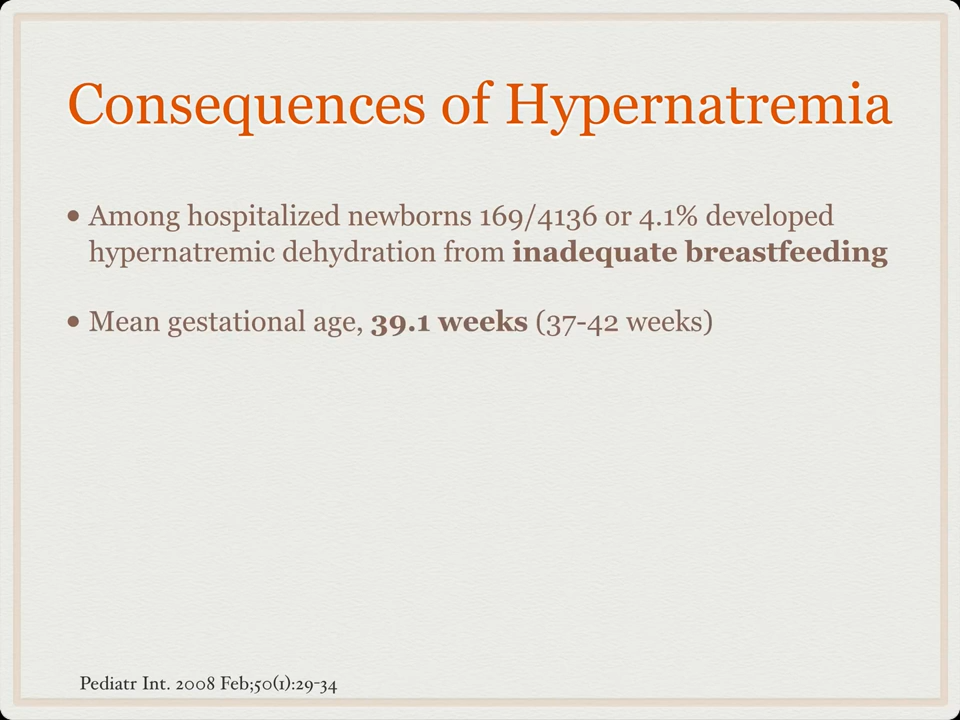 Consequences of Hypernatremia
• Among hospitalized newborns 169/4136 or 4.1% developed
hypernatremic dehydration from inadequate breastfeeding
• Mean gestational age, 39.1 weeks (37-42 weeks)
Pediatr Int. 2008 Feb;50(1):29-34